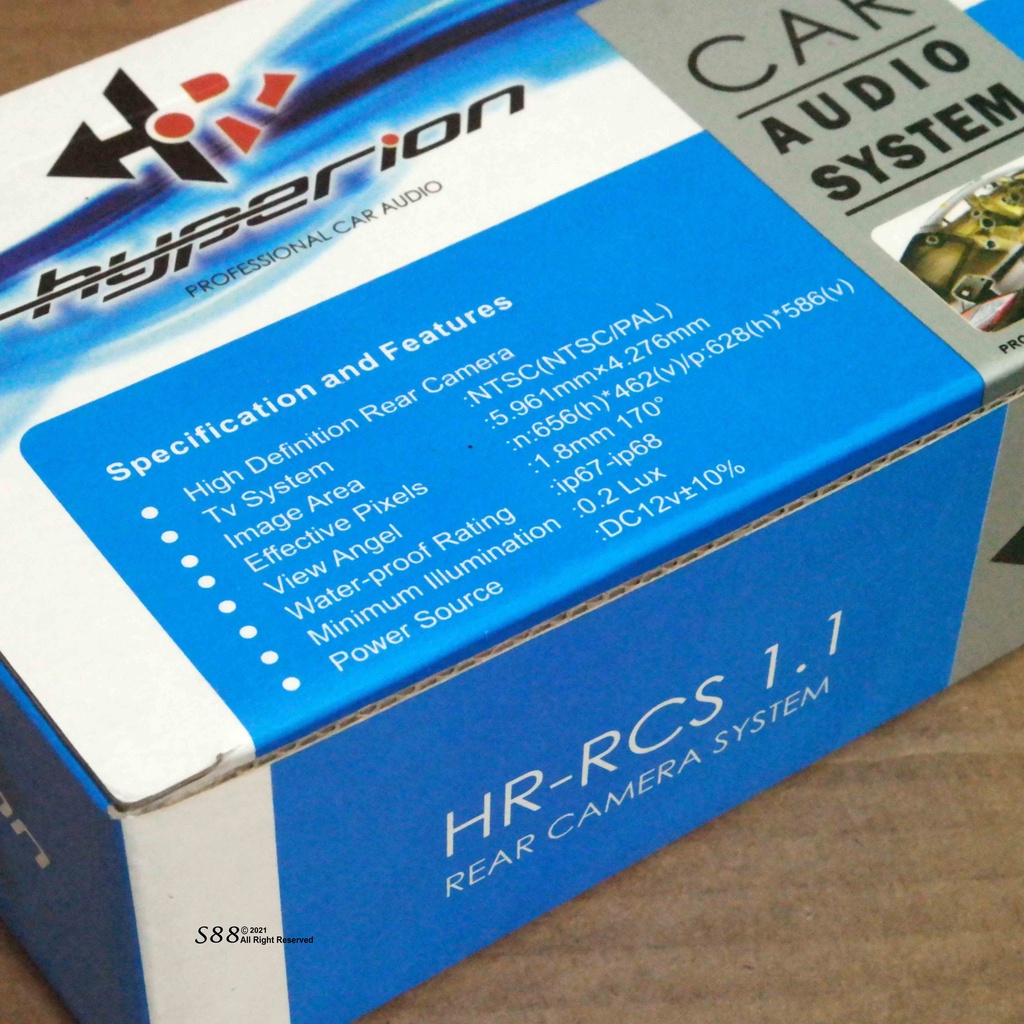 CAR
AUDIO
SYSTEM
hyperion
PROFESSIONAL CAR AUDIO
Specification and Features
High Definition Rear Camera
Tv System :NTSC(NTSC/PAL)
Image Area :5.961mm×4.276mm
Effective Pixels :n:656(h)*462(v)/p:628(h)*586(v)
View Angel :1.8mm 170°
Water-proof Rating :ip67-ip68
Minimum Illumination :0.2 Lux
Power Source :DC12v±10%
HR-RCS 1.1
REAR CAMERA SYSTEM
S88 © 2021
All Right Reserved